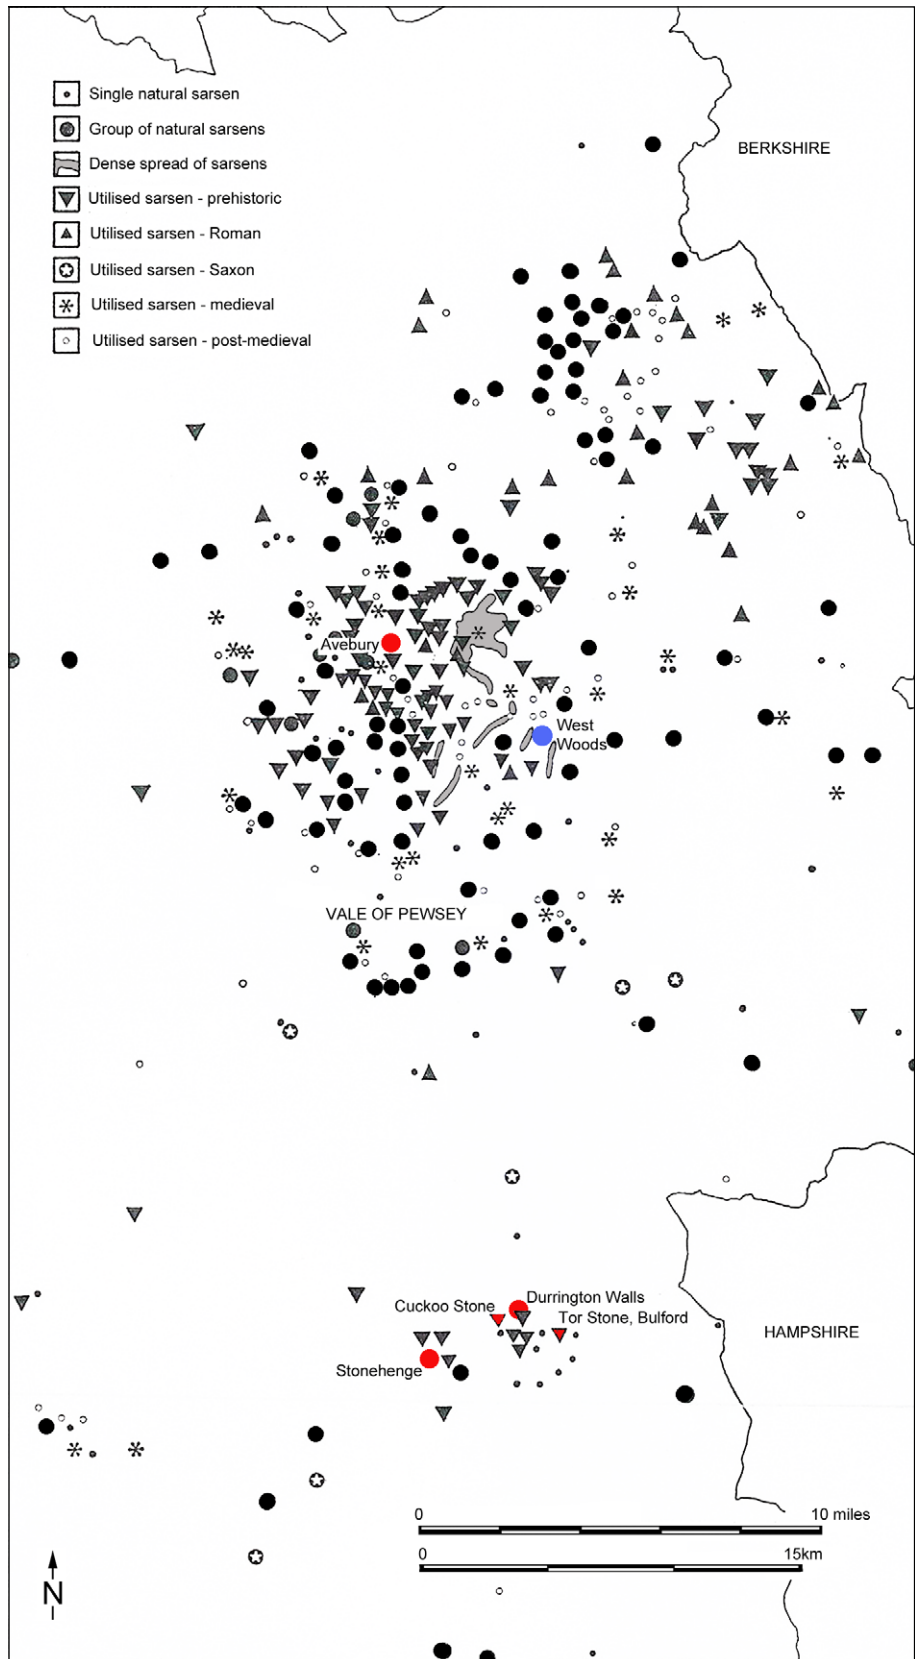 Single natural sarsen
Group of natural sarsens
Dense spread of sarsens
Utilised sarsen - prehistoric
Utilised sarsen - Roman
Utilised sarsen - Saxon
Utilised sarsen - medieval
Utilised sarsen - post-medieval
BERKSHIRE
Avebury
West
Woods
VALE OF PEWSEY
Durrington Walls
Cuckoo Stone
Tor Stone, Bulford
HAMPSHIRE
Stonehenge
0 10 miles
0 15km
N